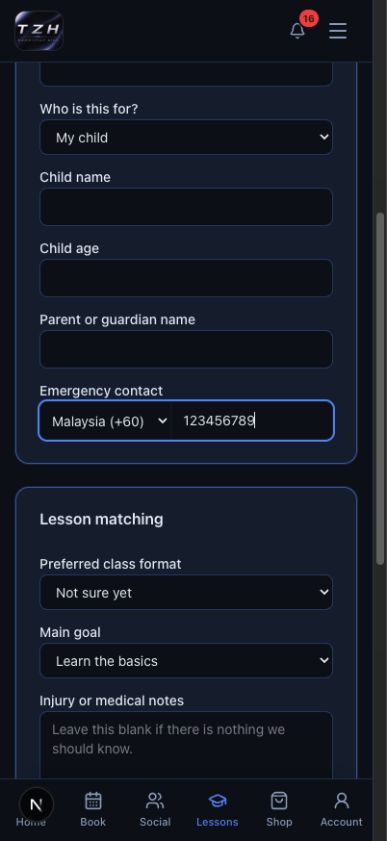 TZH
16
Who is this for?
My child
Child name
Child age
Parent or guardian name
Emergency contact
Malaysia (+60) 123456789
Lesson matching
Preferred class format
Not sure yet
Main goal
Learn the basics
Injury or medical notes
Leave this blank if there is nothing we
should know.
N
Home Book Social Lessons Shop Account